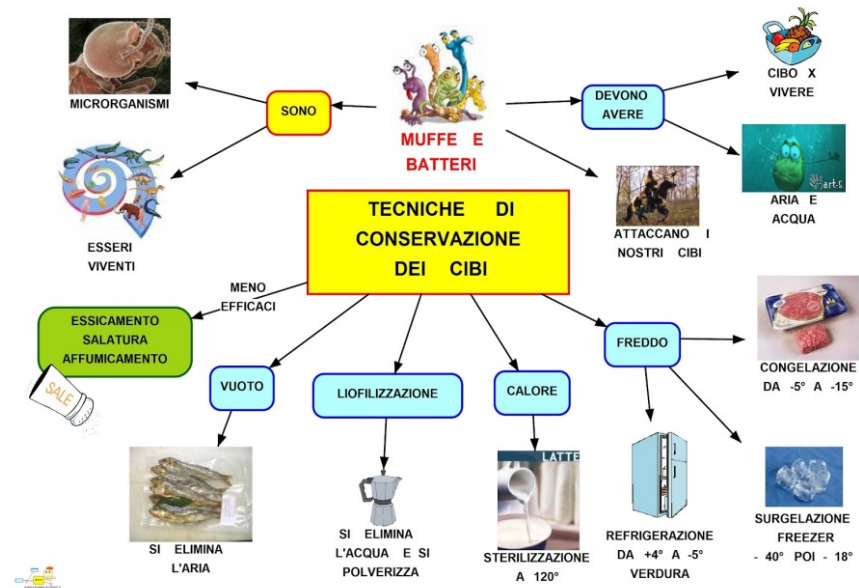 MICRORGANISMI
SONO
MUFFE E
BATTERI
DEVONO
AVERE
CIBO X
VIVERE
ARIA E
ACQUA
ESSERI
VIVENTI
ATTACCANO I
NOSTRI CIBI
TECNICHE DI
CONSERVAZIONE
DEI CIBI
MENO
EFFICACI
ESSICAMENTO
SALATURA
AFFUMICAMENTO
SALE
VUOTO
SI ELIMINA
L'ARIA
LIOFILIZZAZIONE
SI ELIMINA
L'ACQUA E SI
POLVERIZZA
CALORE
LATTE
STERILIZZAZIONE
A 120°
FREDDO
REFRIGERAZIONE
DA +4° A -5°
VERDURA
CONGELAZIONE
DA -5° A -15°
SURGELAZIONE
FREEZER
- 40° POI - 18°